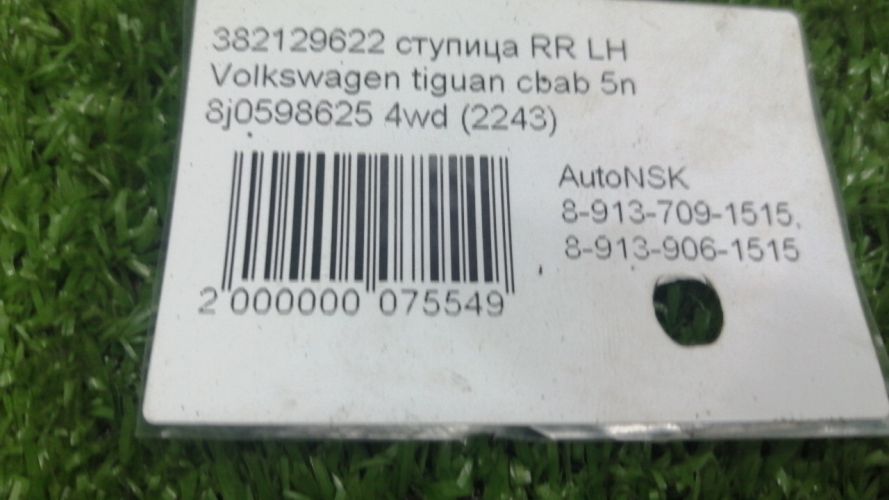 382129622 ступица RR LH
Volkswagen tiguan cbab 5n
8j0598625 4wd (2243)
AutoNSK
8-913-709-1515,
8-913-906-1515
2 000000 075549